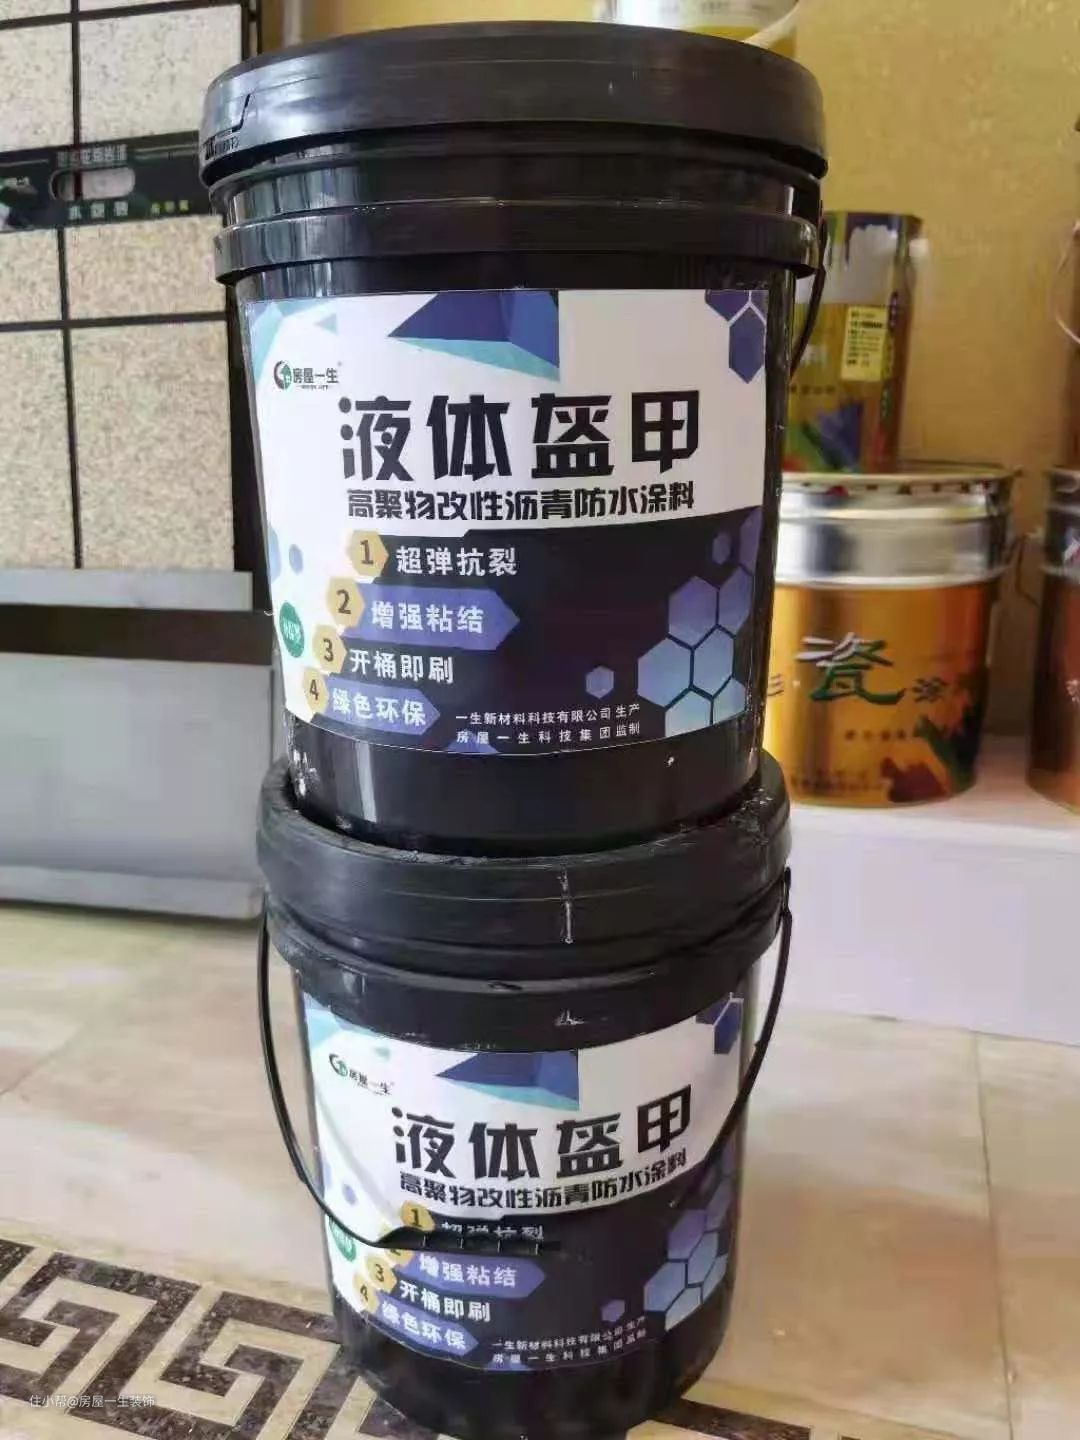 房屋一生
液体盔甲
高聚物改性沥青防水涂料
1 超弹抗裂
2 增强粘结
3 开桶即刷
4 绿色环保
一生新材料科技有限公司生产
房屋一生科技集团监制
瓷
涂
房屋一生
液体盔甲
高聚物改性沥青防水涂料
1 超弹抗裂
增强粘结
3 开桶即刷
4 绿色环保
一生新材料科技有限公司生产
房屋一生科技集团监制
住小帮@房屋一生装饰